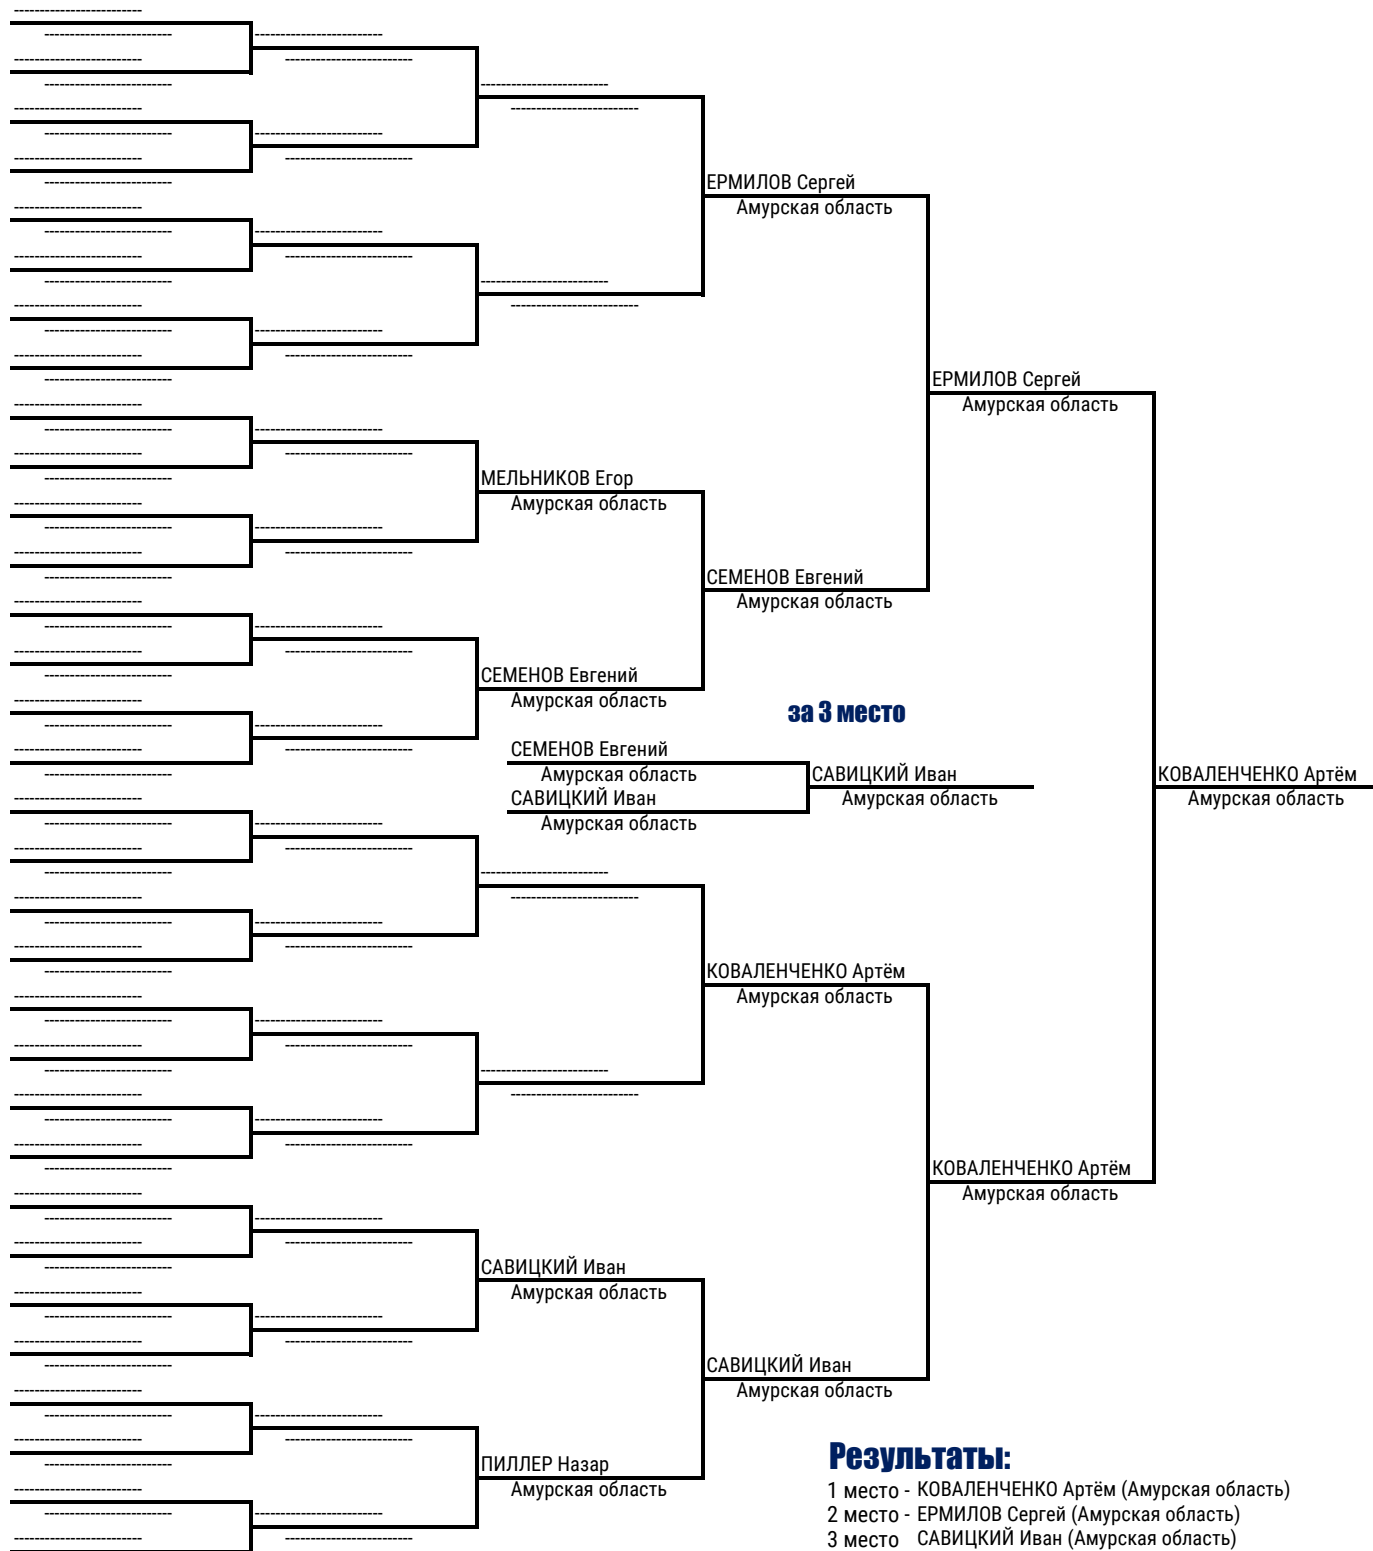 ЕРМИЛОВ Сергей
Амурская область
ЕРМИЛОВ Сергей
Амурская область
МЕЛЬНИКОВ Егор
Амурская область
СЕМЕНОВ Евгений
Амурская область
СЕМЕНОВ Евгений
Амурская область
за 3 место
СЕМЕНОВ Евгений
Амурская область
САВИЦКИЙ Иван
Амурская область
САВИЦКИЙ Иван
Амурская область
КОВАЛЕНЧЕНКО Артём
Амурская область
КОВАЛЕНЧЕНКО Артём
Амурская область
КОВАЛЕНЧЕНКО Артём
Амурская область
САВИЦКИЙ Иван
Амурская область
САВИЦКИЙ Иван
Амурская область
ПИЛЛЕР Назар
Амурская область
Результаты:
1 место - КОВАЛЕНЧЕНКО Артём (Амурская область)
2 место - ЕРМИЛОВ Сергей (Амурская область)
3 место САВИЦКИЙ Иван (Амурская область)